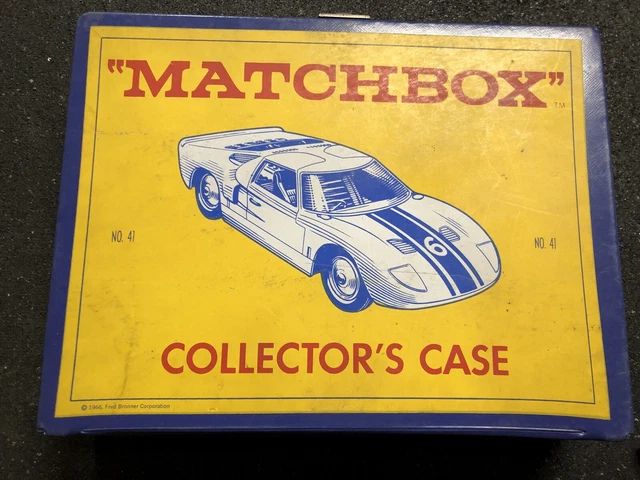 "MATCHBOX"
TM
6
NO. 41
NO. 41
COLLECTOR'S CASE
© 1966, Fred Bronner Corporation